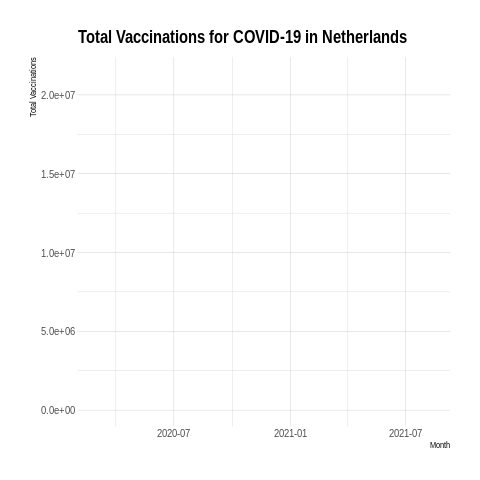 Total Vaccinations for COVID-19 in Netherlands
Total Vaccinations
2.0e+07
1.5e+07
1.0e+07
5.0e+06
0.0e+00
2020-07
2021-01
2021-07
Month